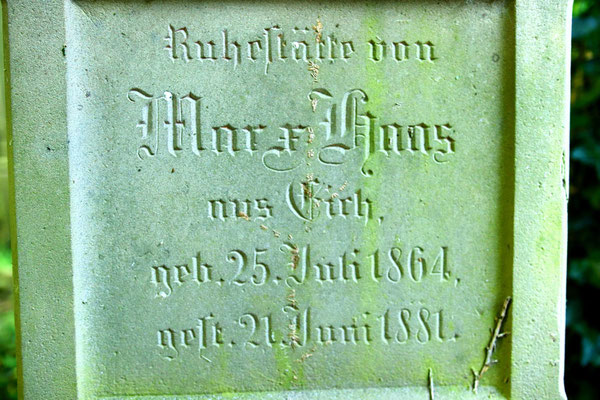 Ruhestätte von
Marx Haas
aus Eich,
geb. 25. Juli 1864,
gest. 21. Juni 1881.